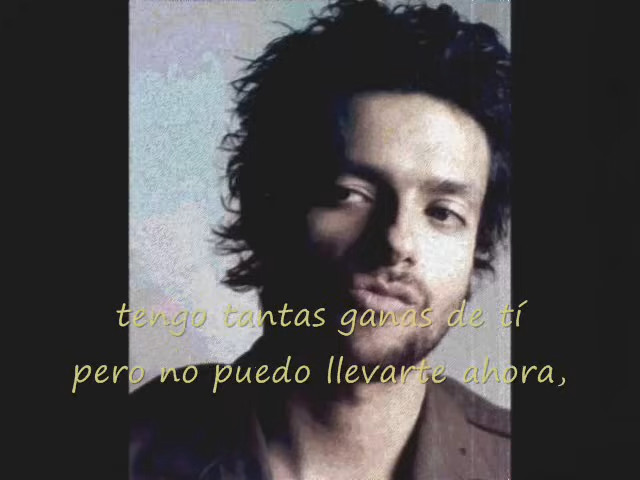 tengo tantas ganas de tí
pero no puedo llevarte ahora,